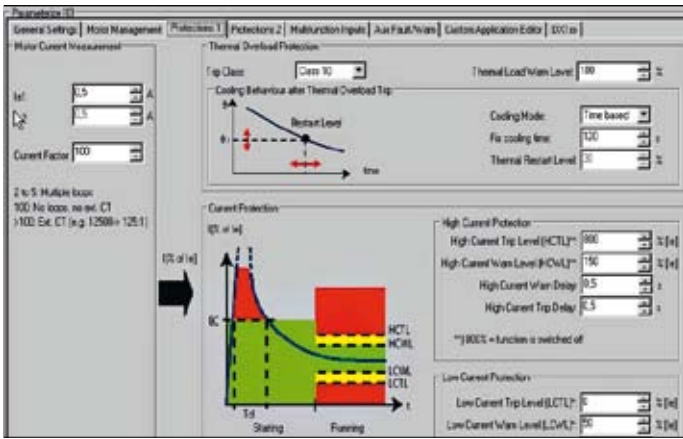 Parameterize [0]
General Settings | Motor Management | Protections 1 | Protections 2 | Multifunction Inputs | Aux Fault/Warn | Custom Application Editor | DX1xx
Motor Current Measurement
Ie1: 0,5 A
0,5 A
Current Factor 100
2 to 5: Multiple loops
100: No loops, no ext. CT
>100: Ext. CT (e.g. 12500 = 125:1)
I[% of Ie]
Thermal Overload Protection
Trip Class: Class 10
Thermal Load Warn Level: 100 %
Cooling Behaviour after Thermal Overload Trip
Restart Level
time
Cooling Mode: Time based
Fix cooling time: 120 s
Thermal Restart Level: 30 %
Current Protection
I[% of Ie]
HCTL
HCWL
LCWL
LCTL
t
Starting
Running
High Current Protection
High Current Trip Level (HCTL)**: 800 % [Ie]
High Current Warn Level (HCWL)**: 150 % [Ie]
High Current Warn Delay: 0,5 s
High Current Trip Delay: 0,5 s
**) 800% = function is switched off
Low Current Protection
Low Current Trip Level (LCTL)*: 0 % [Ie]
Low Current Warn Level (LCWL)*: 50 % [Ie]